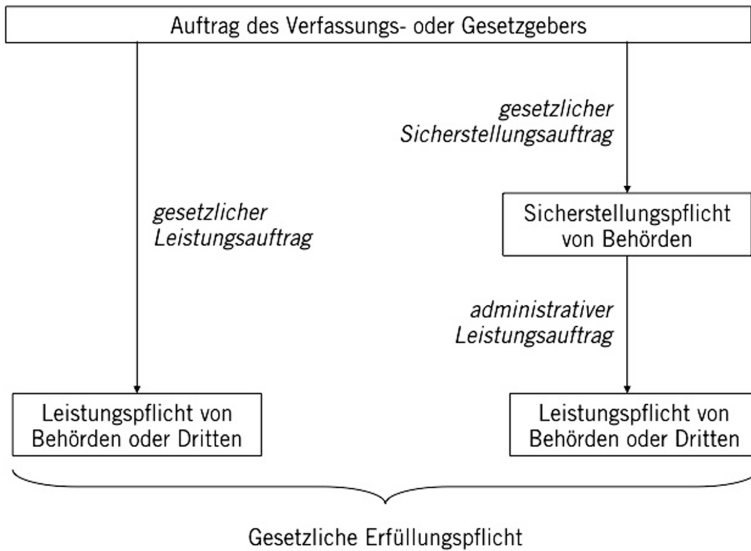 Auftrag des Verfassungs- oder Gesetzgebers
gesetzlicher
Sicherstellungsauftrag
gesetzlicher
Leistungsauftrag
Sicherstellungspflicht
von Behörden
administrativer
Leistungsauftrag
Leistungspflicht von
Behörden oder Dritten
Leistungspflicht von
Behörden oder Dritten
Gesetzliche Erfüllungspflicht